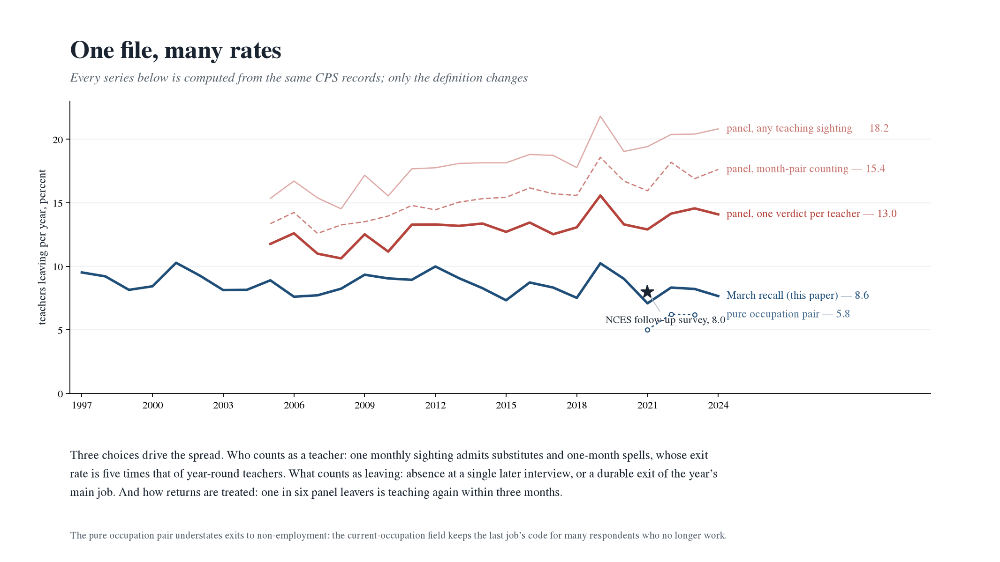 One file, many rates
Every series below is computed from the same CPS records; only the definition changes
teachers leaving per year, percent
20
15
10
5
0
panel, any teaching sighting — 18.2
panel, month-pair counting — 15.4
panel, one verdict per teacher — 13.0
March recall (this paper) — 8.6
pure occupation pair — 5.8
NCES follow-up survey, 8.0
1997 2000 2003 2006 2009 2012 2015 2018 2021 2024
Three choices drive the spread. Who counts as a teacher: one monthly sighting admits substitutes and one-month spells, whose exit
rate is five times that of year-round teachers. What counts as leaving: absence at a single later interview, or a durable exit of the year’s
main job. And how returns are treated: one in six panel leavers is teaching again within three months.
The pure occupation pair understates exits to non-employment: the current-occupation field keeps the last job’s code for many respondents who no longer work.